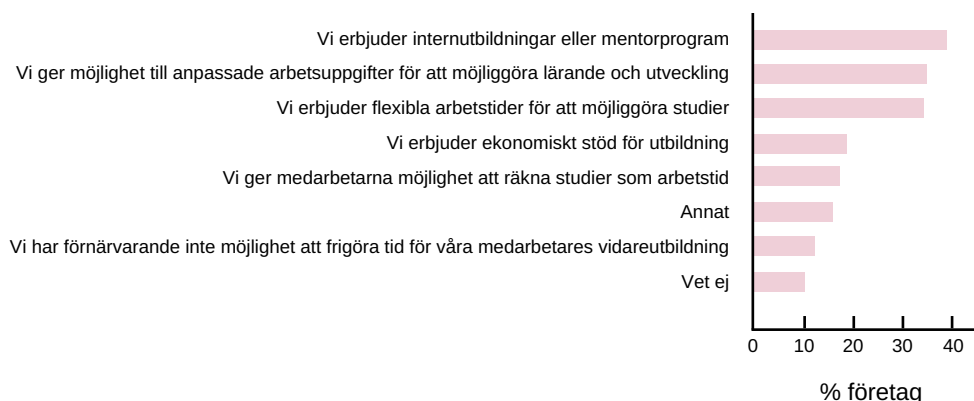 Vi erbjuder internutbildningar eller mentorprogram
Vi ger möjlighet till anpassade arbetsuppgifter för att möjliggöra lärande och utveckling
Vi erbjuder flexibla arbetstider för att möjliggöra studier
Vi erbjuder ekonomiskt stöd för utbildning
Vi ger medarbetarna möjlighet att räkna studier som arbetstid
Annat
Vi har förnärvarande inte möjlighet att frigöra tid för våra medarbetares vidareutbildning
Vet ej
0 10 20 30 40
% företag